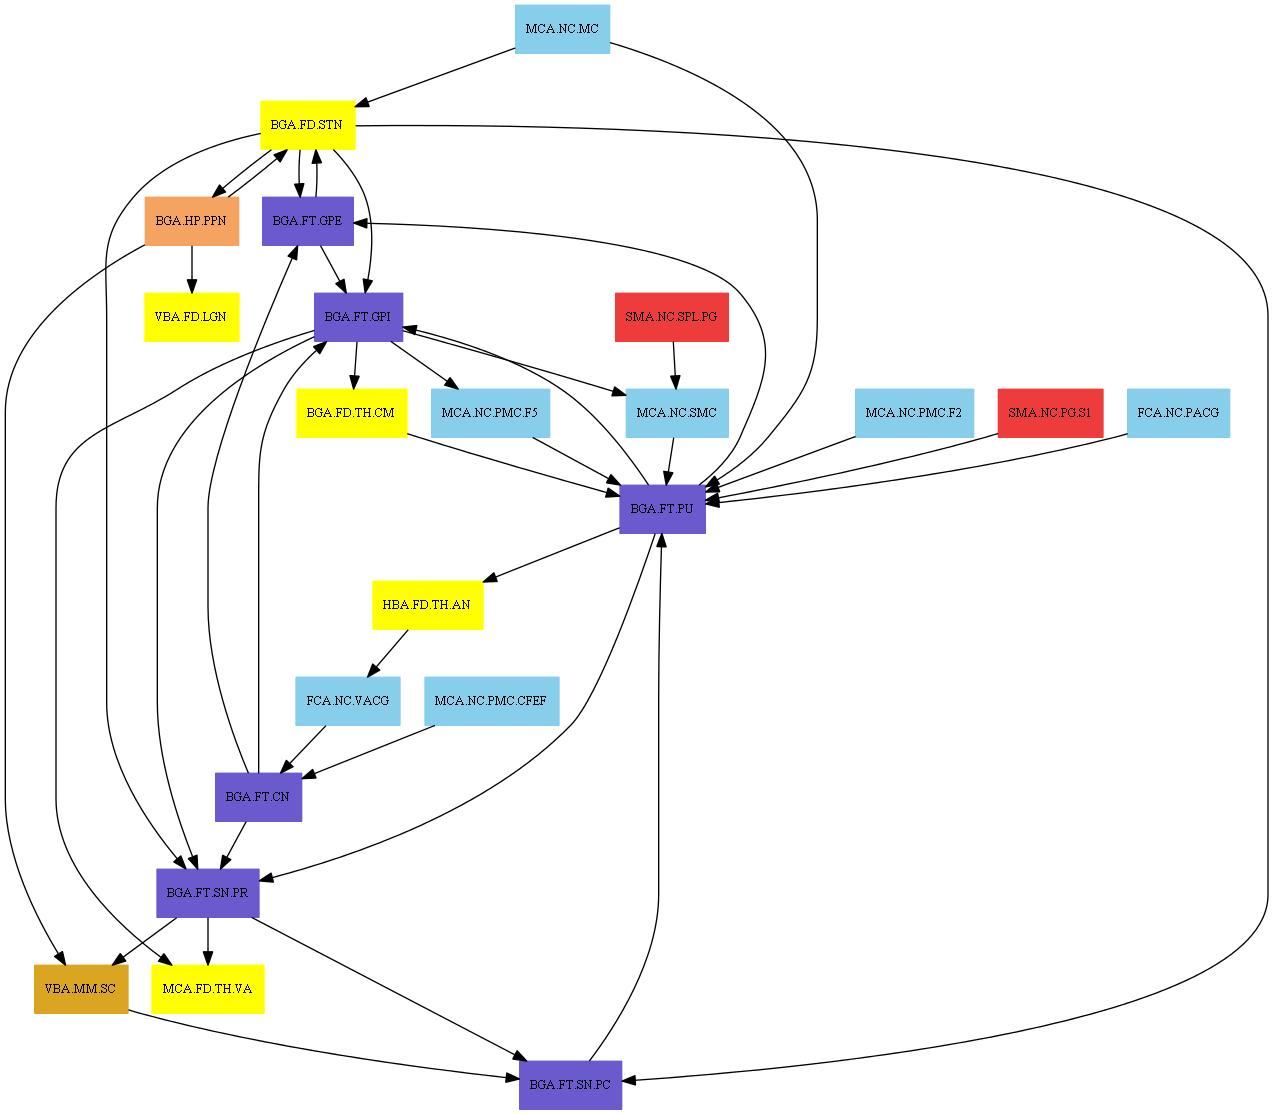 MCA.NC.MC
BGA.FD.STN
BGA.HP.PPN
BGA.FT.GPE
VBA.FD.LGN
BGA.FT.GPI
SMA.NC.SPL.PG
BGA.FD.TH.CM
MCA.NC.PMC.F5
MCA.NC.SMC
MCA.NC.PMC.F2
SMA.NC.PG.S1
FCA.NC.PACG
BGA.FT.PU
HBA.FD.TH.AN
FCA.NC.VACG
MCA.NC.PMC.CFEF
BGA.FT.CN
BGA.FT.SN.PR
VBA.MM.SC
MCA.FD.TH.VA
BGA.FT.SN.PC